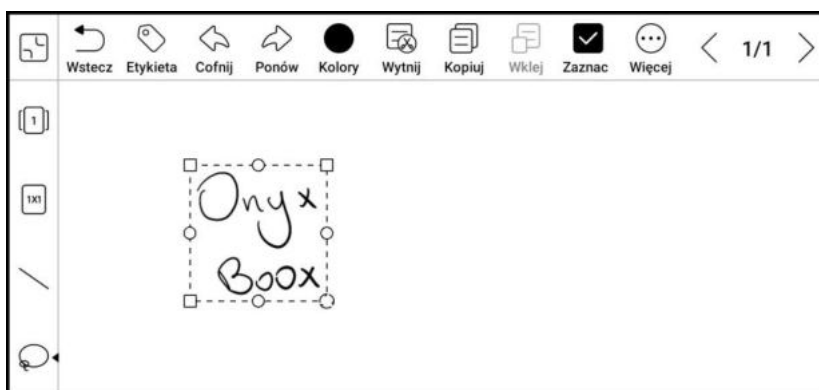 Wstecz Etykieta Cofnij Ponów Kolory Wytnij Kopiuj Wklej Zaznac Więcej 1/1
1
1X1
Onyx
Boox